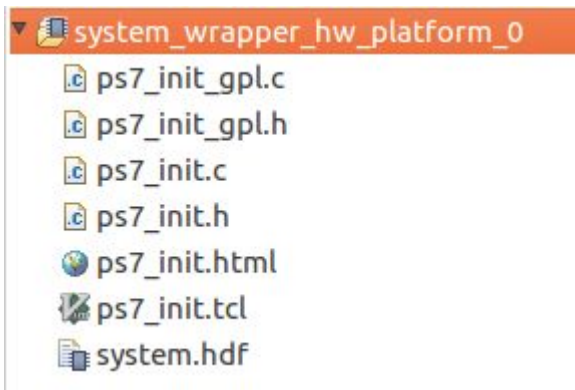 system_wrapper_hw_platform_0
ps7_init_gpl.c
ps7_init_gpl.h
ps7_init.c
ps7_init.h
ps7_init.html
ps7_init.tcl
system.hdf